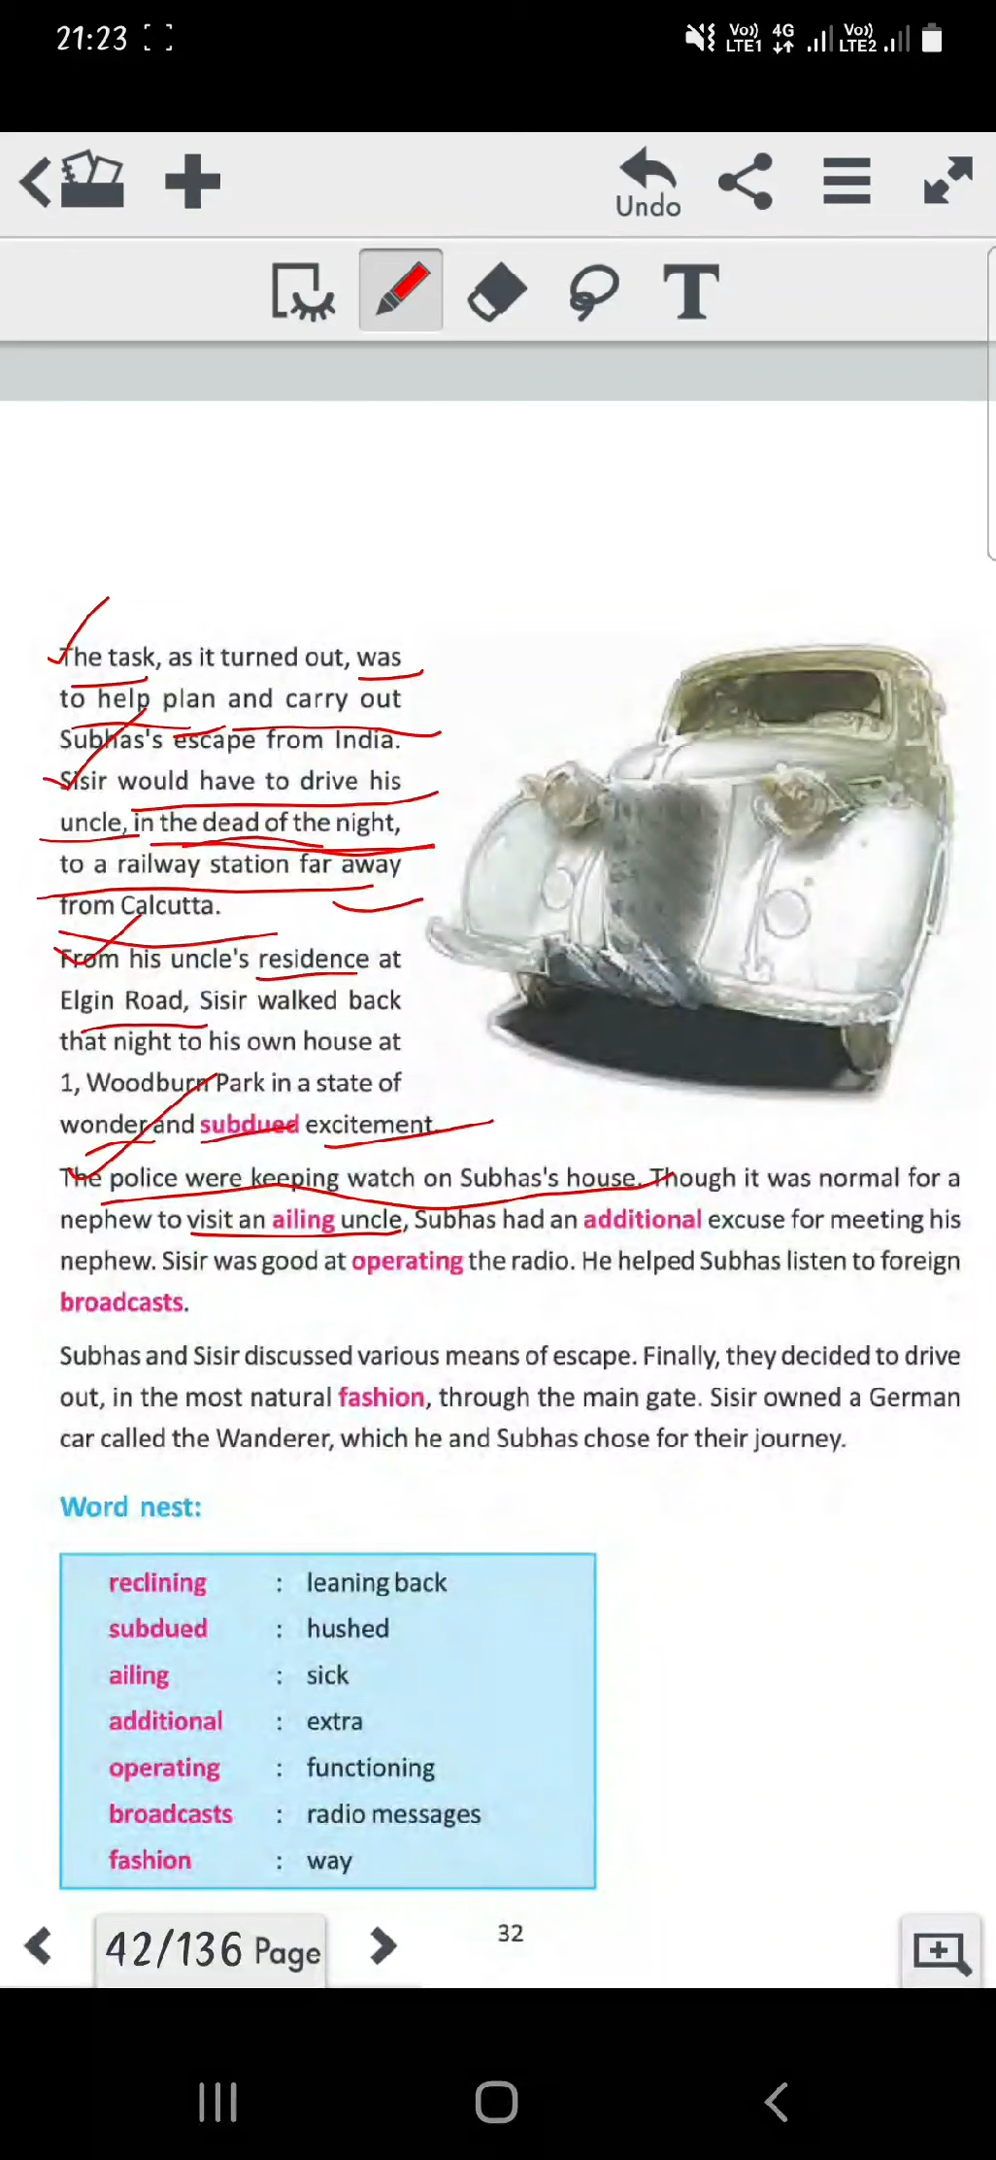 21:23
Vo)) 4G Vo))
LTE1 LTE2
Undo
T
The task, as it turned out, was
to help plan and carry out
Subhas's escape from India.
Sisir would have to drive his
uncle, in the dead of the night,
to a railway station far away
from Calcutta.
From his uncle's residence at
Elgin Road, Sisir walked back
that night to his own house at
1, Woodburn Park in a state of
wonder and subdued excitement.
The police were keeping watch on Subhas's house. Though it was normal for a
nephew to visit an ailing uncle, Subhas had an additional excuse for meeting his
nephew. Sisir was good at operating the radio. He helped Subhas listen to foreign
broadcasts.
Subhas and Sisir discussed various means of escape. Finally, they decided to drive
out, in the most natural fashion, through the main gate. Sisir owned a German
car called the Wanderer, which he and Subhas chose for their journey.
Word nest:
reclining : leaning back
subdued : hushed
ailing : sick
additional : extra
operating : functioning
broadcasts : radio messages
fashion : way
42/136 Page
32